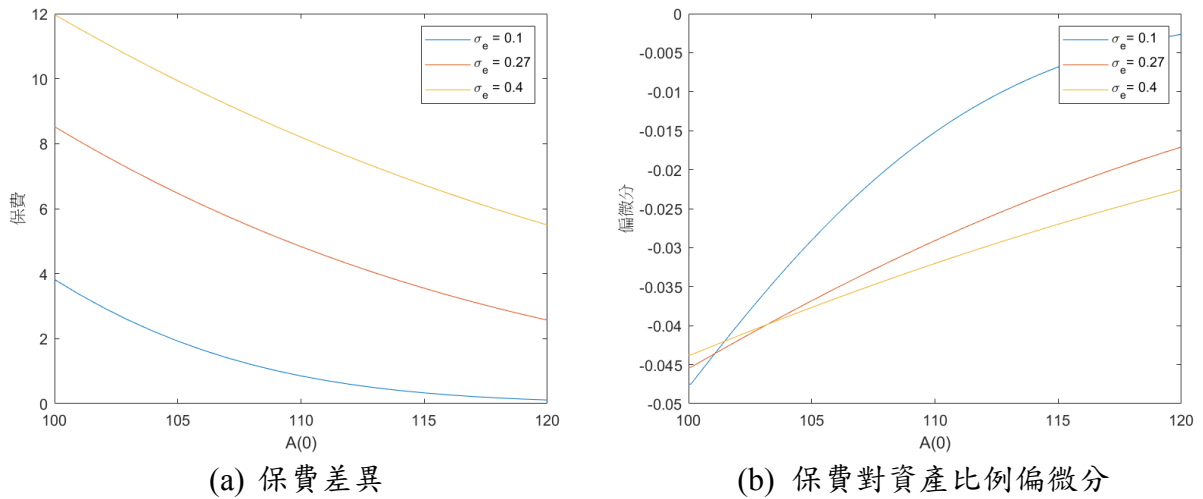 12
10
8
6
4
2
0
保費
100
105
110
115
120
A(0)
σe = 0.1
σe = 0.27
σe = 0.4
(a) 保費差異
0
-0.005
-0.01
-0.015
-0.02
-0.025
-0.03
-0.035
-0.04
-0.045
-0.05
偏微分
100
105
110
115
120
A(0)
σe = 0.1
σe = 0.27
σe = 0.4
(b) 保費對資產比例偏微分